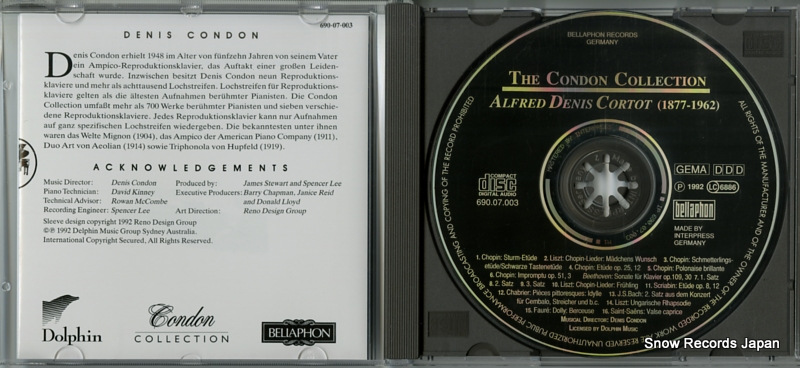 690-07-003
DENIS CONDON
Denis Condon erhielt 1948 im Alter von fünfzehn Jahren von seinem Vater
ein Ampico-Reproduktionsklavier, das Auftakt einer großen Leiden-
schaft wurde. Inzwischen besitzt Denis Condon neun Reproduktions-
klaviere und mehr als achttausend Lochstreifen. Lochstreifen für Reproduktions-
klaviere gelten als die ältesten Aufnahmen berühmter Pianisten. Die Condon
Collection umfaßt mehr als 700 Werke berühmter Pianisten und sieben verschie-
dene Reproduktionsklaviere. Jedes Reproduktionsklavier kann nur Aufnahmen
auf ganz spezifischen Lochstreifen wiedergeben. Die bekanntesten unter ihnen
waren das Welte Mignon (1904), das Ampico der American Piano Company (1911),
Duo Art von Aeolian (1914) sowie Triphonola von Hupfeld (1919).
ACKNOWLEDGEMENTS
Music Director: Denis Condon
Piano Technician: David Kinney
Technical Advisor: Rowan McCombe
Recording Engineer: Spencer Lee
Produced by: James Stewart and Spencer Lee
Executive Producers: Barry Chapman, Janice Reid
and Donald Lloyd
Art Direction: Reno Design Group
Sleeve design copyright 1992 Reno Design Group
©℗ 1992 Delphin Music Group Sydney Australia.
International Copyright Secured, All Rights Reserved.
Dolphin
Condon
COLLECTION
BELLAPHON
BELLAPHON RECORDS
GERMANY
THE CONDON COLLECTION
ALFRED DENIS CORTOT (1877-1962)
COMPACT
disc
DIGITAL AUDIO
690.07.003
GEMA DDD
℗ 1992 LC 6886
bellaphon
MADE BY
INTERPRESS
GERMANY
1. Chopin: Sturm-Etüde 2. Liszt: Chopin-Lieder: Mädchens Wunsch 3. Chopin: Schmetterlings-
etüde/Schwarze Tastenetüde 4. Chopin: Etüde op. 25, 12 5. Chopin: Polonaise brillante
6. Chopin: Impromptu op. 51, 3 Beethoven: Sonate für Klavier op.109, 30 7. 1. Satz
8. 2. Satz 9. 3. Satz 10. Liszt: Chopin-Lieder: Frühling 11. Scriabin: Etüde op. 8, 12
12. Chabrier: Pièces pittoresques: Idylle 13. J.S.Bach: 2. Satz aus dem Konzert
für Cembalo, Streicher und b.c. 14. Liszt: Ungarische Rhapsodie
15. Fauré: Dolly: Berceuse 16. Saint-Saëns: Valse caprice
MUSICAL DIRECTOR: DENIS CONDON
LICENSED BY DOLPHIN MUSIC
ALL RIGHTS OF THE MANUFACTURER AND OF THE OWNER OF THE RECORDED WORK RESERVED UNAUTHORIZED PUBLIC PERFORMANCE BROADCASTING AND COPYING OF THE RECORD PROHIBITED
Snow Records Japan